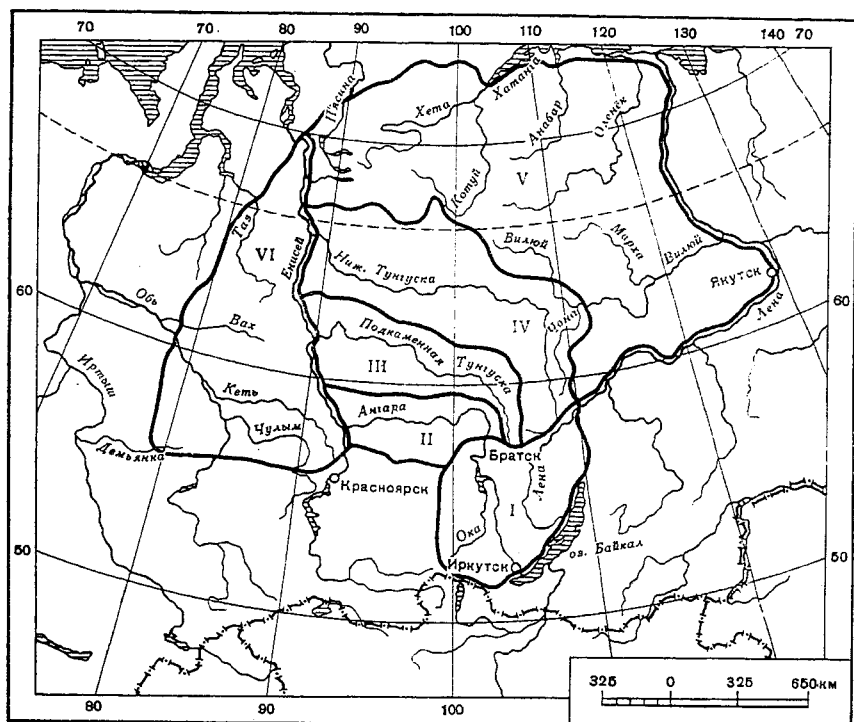 70 70 80 90 100 110 120 130 140 70
Пясина
Хета
Хатанга
Анабар
Оленек
Котуй
V
Таз
VI
Енисей
Вилюй
Марха
Вилюй
Якутск
Ниж. Тунгуска
60
Обь
Вах
IV
Чона
Лена
60
Подкаменная
Тунгуска
III
Иртыш
Кеть
Ангара
II
Чулым
Демьянка
Братск
Лена
Красноярск
I
50
Ока
оз. Байкал
50
Иркутск
325 0 325 650 км
80 90 100 110